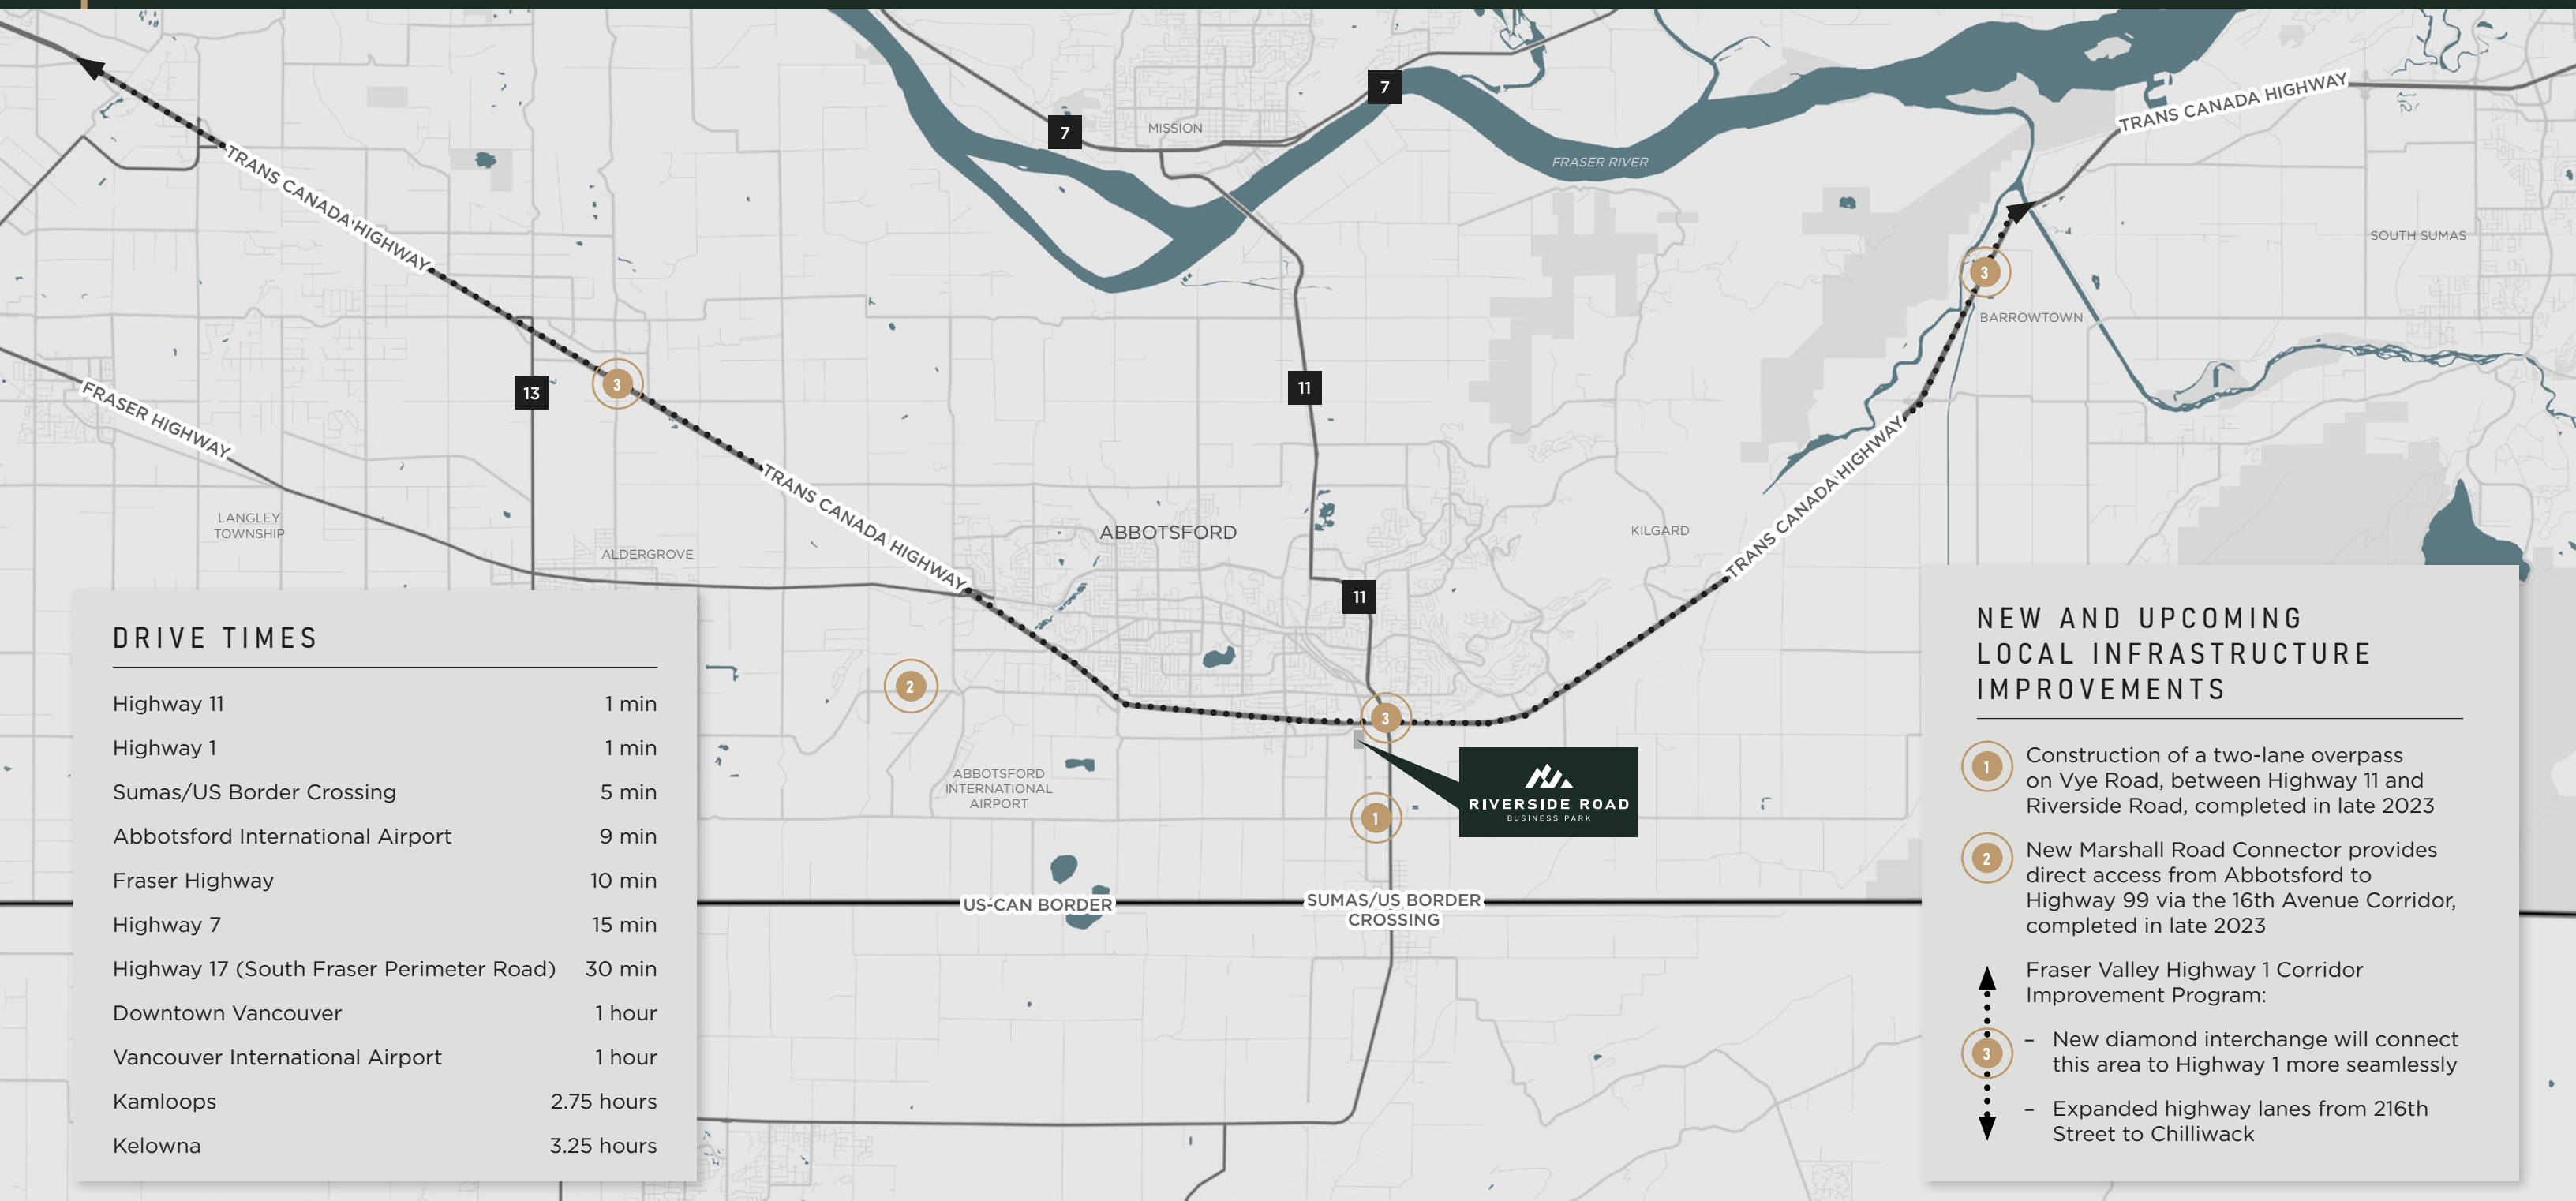 7
7
MISSION
FRASER RIVER
TRANS CANADA HIGHWAY
TRANS CANADA HIGHWAY
SOUTH SUMAS
3
BARROWTOWN
13
3
11
FRASER HIGHWAY
TRANS CANADA HIGHWAY
TRANS CANADA HIGHWAY
LANGLEY
TOWNSHIP
ALDERGROVE
ABBOTSFORD
KILGARD
11
2
3
ABBOTSFORD
INTERNATIONAL
AIRPORT
RIVERSIDE ROAD
BUSINESS PARK
1
US-CAN BORDER
SUMAS/US BORDER
CROSSING
DRIVE TIMES
Highway 11 1 min
Highway 1 1 min
Sumas/US Border Crossing 5 min
Abbotsford International Airport 9 min
Fraser Highway 10 min
Highway 7 15 min
Highway 17 (South Fraser Perimeter Road) 30 min
Downtown Vancouver 1 hour
Vancouver International Airport 1 hour
Kamloops 2.75 hours
Kelowna 3.25 hours
NEW AND UPCOMING
LOCAL INFRASTRUCTURE
IMPROVEMENTS
1 Construction of a two-lane overpass
on Vye Road, between Highway 11 and
Riverside Road, completed in late 2023
2 New Marshall Road Connector provides
direct access from Abbotsford to
Highway 99 via the 16th Avenue Corridor,
completed in late 2023
Fraser Valley Highway 1 Corridor
Improvement Program:
3 – New diamond interchange will connect
this area to Highway 1 more seamlessly
– Expanded highway lanes from 216th
Street to Chilliwack